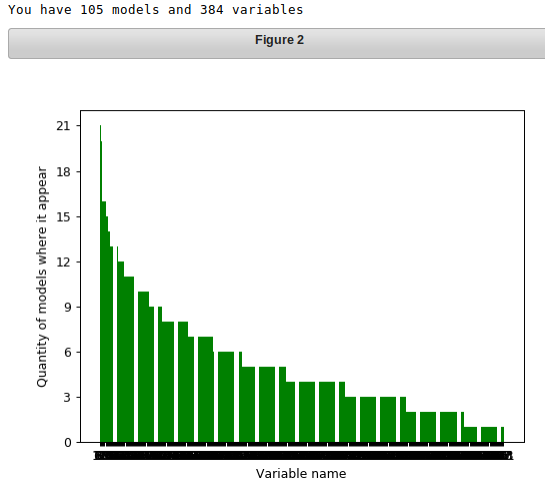 You have 105 models and 384 variables
Figure 2
21
18
15
12
9
6
3
0
Quantity of models where it appear
Variable name